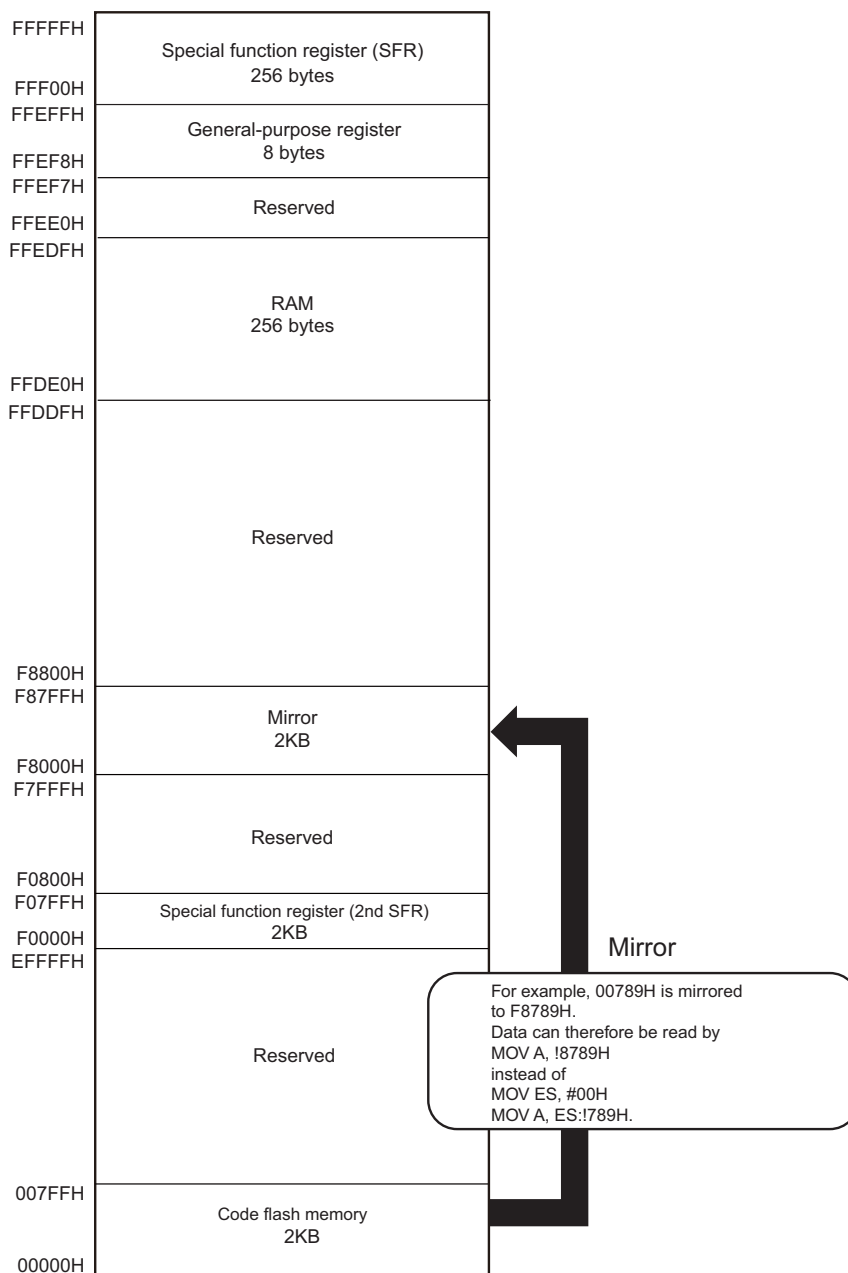 FFFFFH
Special function register (SFR)
256 bytes
FFF00H
FFEFFH
General-purpose register
8 bytes
FFEF8H
FFEF7H
Reserved
FFEE0H
FFEDFH
RAM
256 bytes
FFDE0H
FFDDFH
Reserved
F8800H
F87FFH
Mirror
2KB
F8000H
F7FFFH
Reserved
F0800H
F07FFH
Special function register (2nd SFR)
2KB
F0000H
EFFFFH
Mirror
For example, 00789H is mirrored
to F8789H.
Data can therefore be read by
MOV A, !8789H
instead of
MOV ES, #00H
MOV A, ES:!789H.
Reserved
007FFH
Code flash memory
2KB
00000H